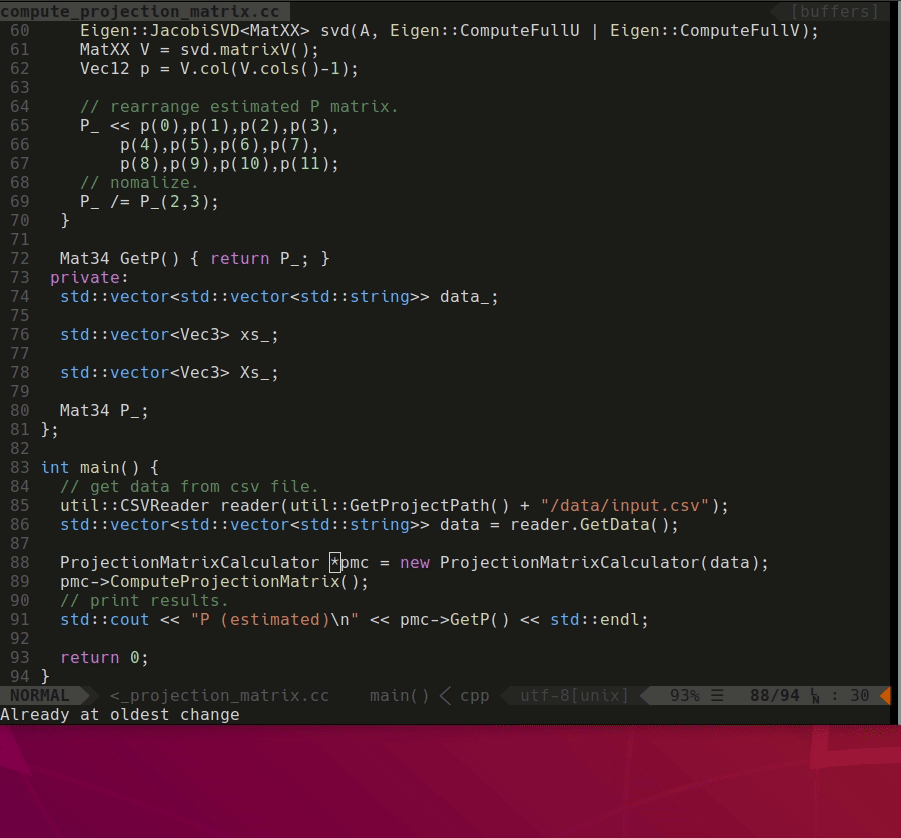 compute_projection_matrix.cc [buffers]
60 Eigen::JacobiSVD<MatXX> svd(A, Eigen::ComputeFullU | Eigen::ComputeFullV);
61 MatXX V = svd.matrixV();
62 Vec12 p = V.col(V.cols()-1);
63
64 // rearrange estimated P matrix.
65 P_ << p(0),p(1),p(2),p(3),
66 p(4),p(5),p(6),p(7),
67 p(8),p(9),p(10),p(11);
68 // nomalize.
69 P_ /= P_(2,3);
70 }
71
72 Mat34 GetP() { return P_; }
73 private:
74 std::vector<std::vector<std::string>> data_;
75
76 std::vector<Vec3> xs_;
77
78 std::vector<Vec3> Xs_;
79
80 Mat34 P_;
81 };
82
83 int main() {
84 // get data from csv file.
85 util::CSVReader reader(util::GetProjectPath() + "/data/input.csv");
86 std::vector<std::vector<std::string>> data = reader.GetData();
87
88 ProjectionMatrixCalculator *pmc = new ProjectionMatrixCalculator(data);
89 pmc->ComputeProjectionMatrix();
90 // print results.
91 std::cout << "P (estimated)\n" << pmc->GetP() << std::endl;
92
93 return 0;
94 }
NORMAL <_projection_matrix.cc main() < cpp utf-8[unix] 93% ☰ 88/94 ㏑ : 30
Already at oldest change